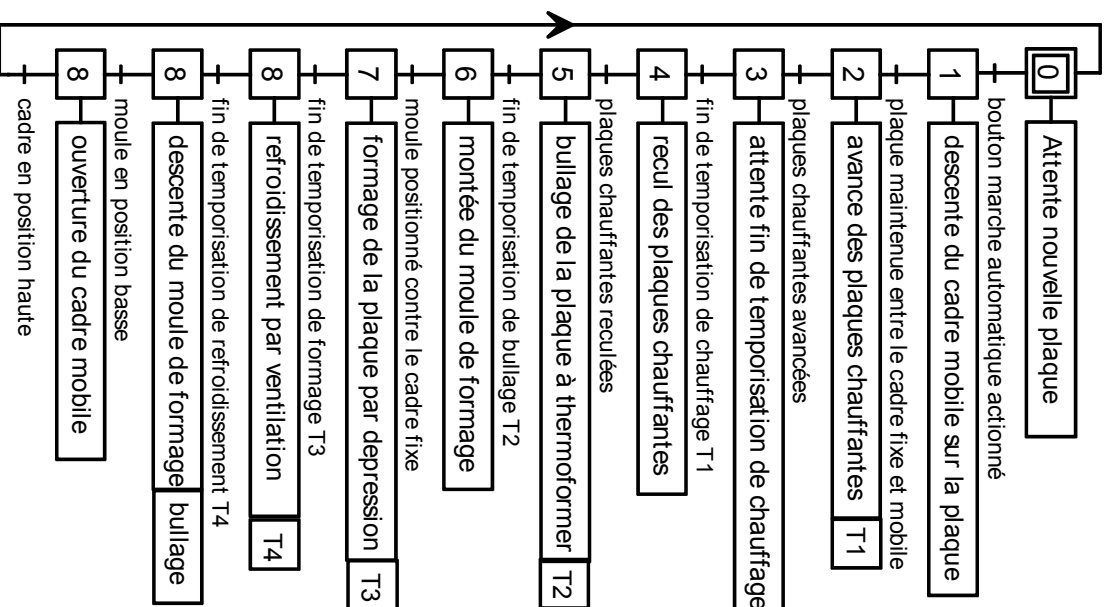 0 Attente nouvelle plaque
bouton marche automatique actionné
1 descente du cadre mobile sur la plaque
plaque maintenue entre le cadre fixe et mobile
2 avance des plaques chauffantes T1
plaques chauffantes avancées
3 attente fin de temporisation de chauffage
fin de temporisation de chauffage T1
4 recul des plaques chauffantes
plaques chauffantes reculées
5 bullage de la plaque à thermoformer T2
fin de temporisation de bullage T2
6 montée du moule de formage
moule positionné contre le cadre fixe
7 formage de la plaque par depression T3
fin de temporisation de formage T3
8 refroidissement par ventilation T4
fin de temporisation de refroidissement T4
8 descente du moule de formage bullage
moule en position basse
8 ouverture du cadre mobile
cadre en position haute